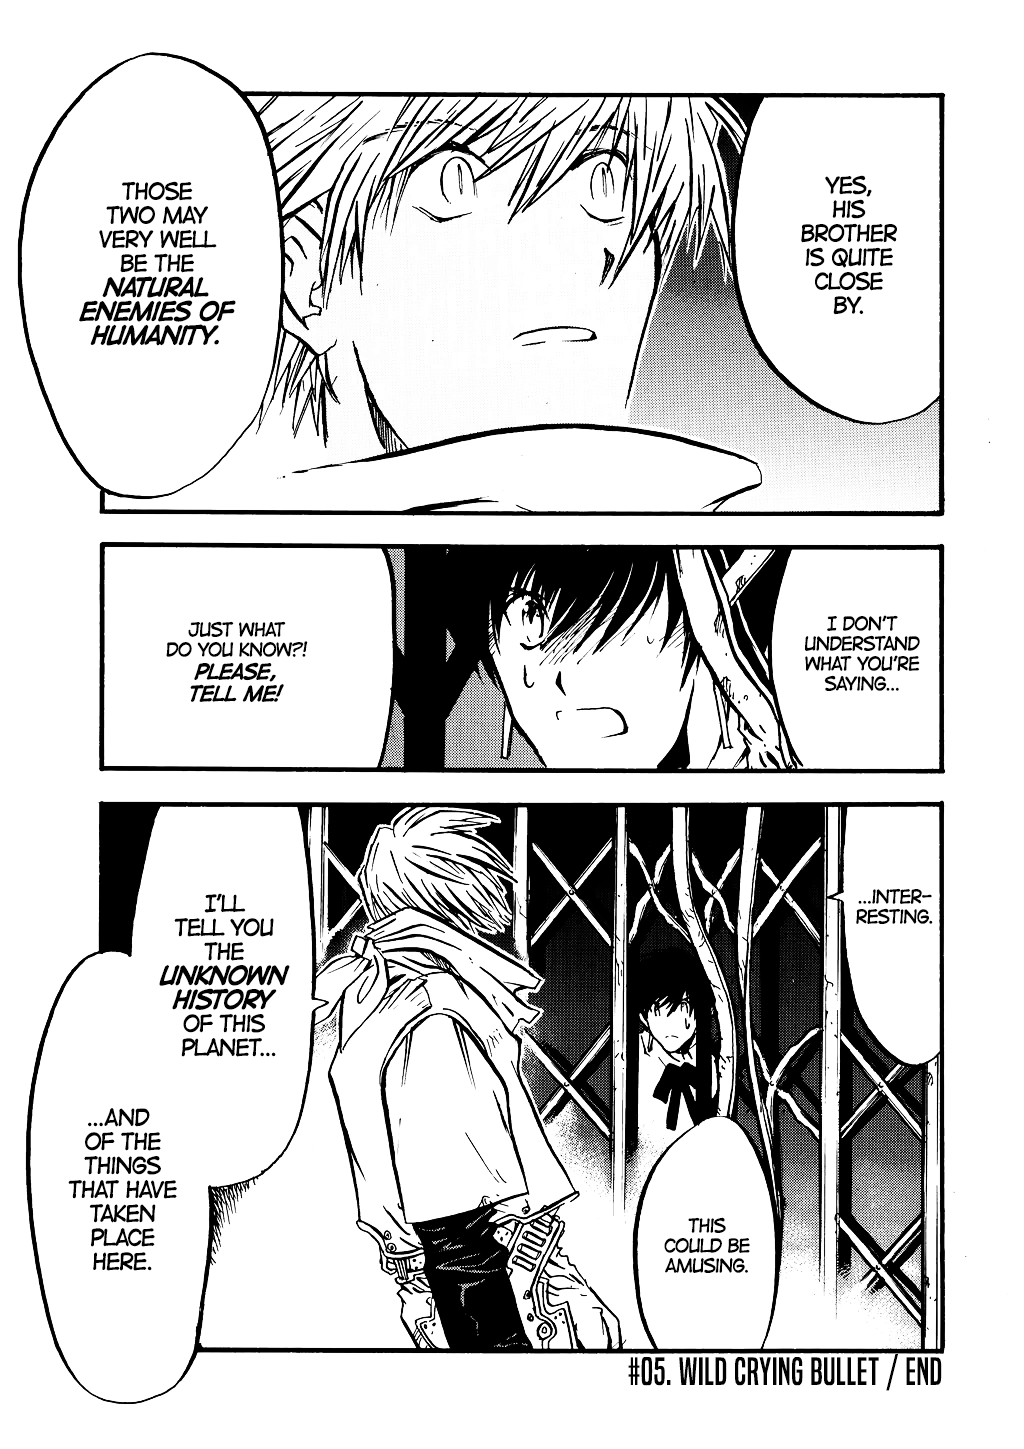 YES,
HIS
BROTHER
IS QUITE
CLOSE
BY.
THOSE
TWO MAY
VERY WELL
BE THE
NATURAL
ENEMIES OF
HUMANITY.
I DON'T
UNDERSTAND
WHAT YOU'RE
SAYING...
JUST WHAT
DO YOU KNOW?!
PLEASE,
TELL ME!
...INTER-
RESTING.
THIS
COULD BE
AMUSING.
I'LL
TELL YOU
THE
UNKNOWN
HISTORY
OF THIS
PLANET...
...AND
OF THE
THINGS
THAT HAVE
TAKEN
PLACE
HERE.
#05. WILD CRYING BULLET / END